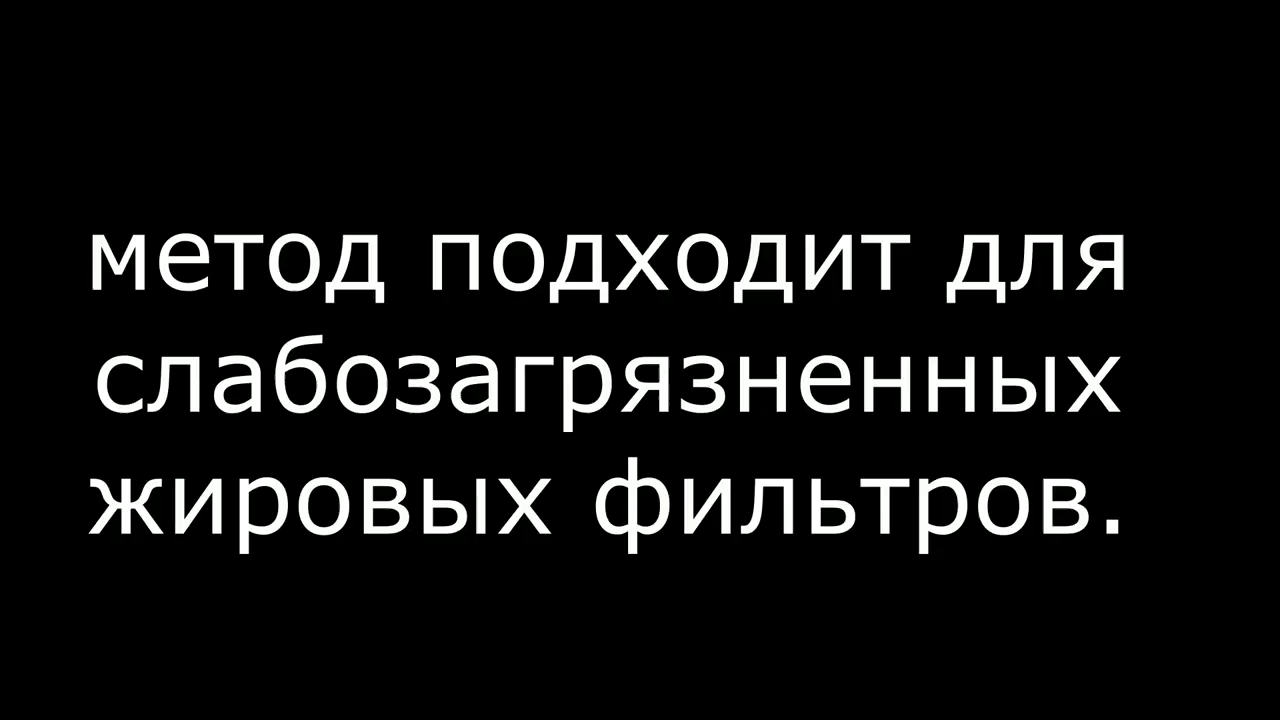 метод подходит для
слабозагрязненных
жировых фильтров.